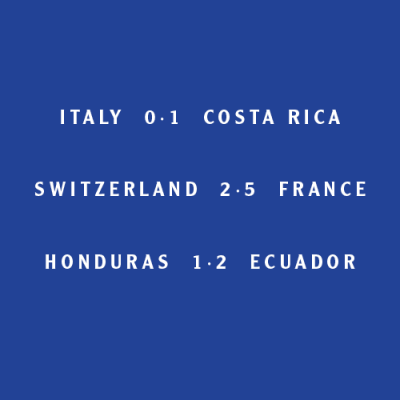 ITALY 0·1 COSTA RICA
SWITZERLAND 2·5 FRANCE
HONDURAS 1·2 ECUADOR